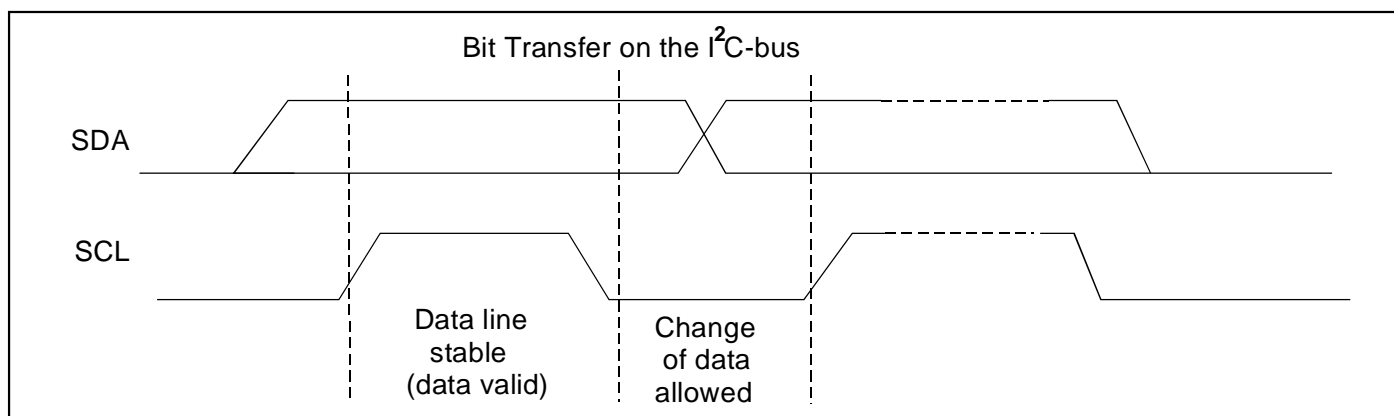 Bit Transfer on the I²C-bus
SDA
SCL
Data line
stable
(data valid)
Change
of data
allowed